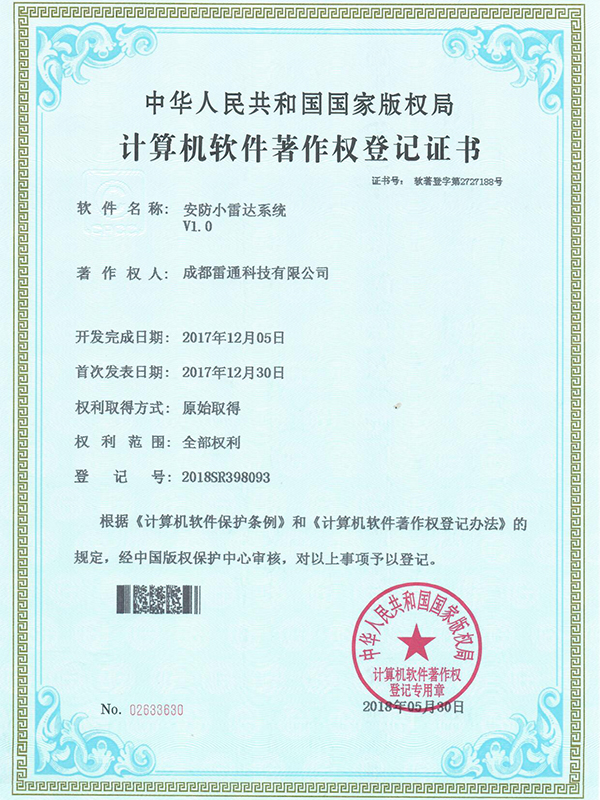 中华人民共和国国家版权局
计算机软件著作权登记证书
证书号： 软著登字第2727188号
软件名称： 安防小雷达系统
V1.0
著作权人： 成都雷通科技有限公司
开发完成日期： 2017年12月05日
首次发表日期： 2017年12月30日
权利取得方式： 原始取得
权利范围： 全部权利
登记号： 2018SR398093
根据《计算机软件保护条例》和《计算机软件著作权登记办法》的
规定，经中国版权保护中心审核，对以上事项予以登记。
中华人民共和国国家版权局
计算机软件著作权
登记专用章
No. 02633630
2018年05月30日